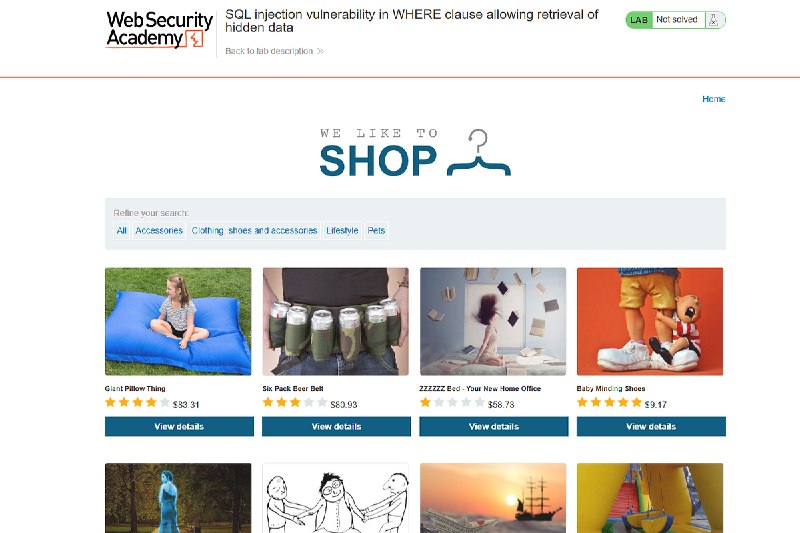 Web Security
Academy
SQL injection vulnerability in WHERE clause allowing retrieval of
hidden data
Back to lab description
LAB Not solved
Home
WE LIKE TO
SHOP
Refine your search:
All Accessories Clothing, shoes and accessories Lifestyle Pets
Giant Pillow Thing Six Pack Beer Belt ZZZZZZ Bed - Your New Home Office Baby Minding Shoes
$83.31 $80.93 $58.73 $9.17
View details View details View details View details